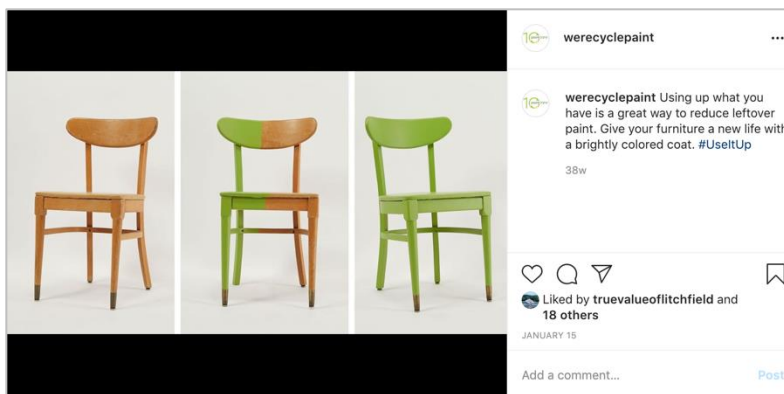 werecyclepaint
werecyclepaint Using up what you
have is a great way to reduce leftover
paint. Give your furniture a new life with
a brightly colored coat. #UseItUp
38w
Liked by truevalueoflitchfield and
18 others
JANUARY 15
Add a comment...
Post